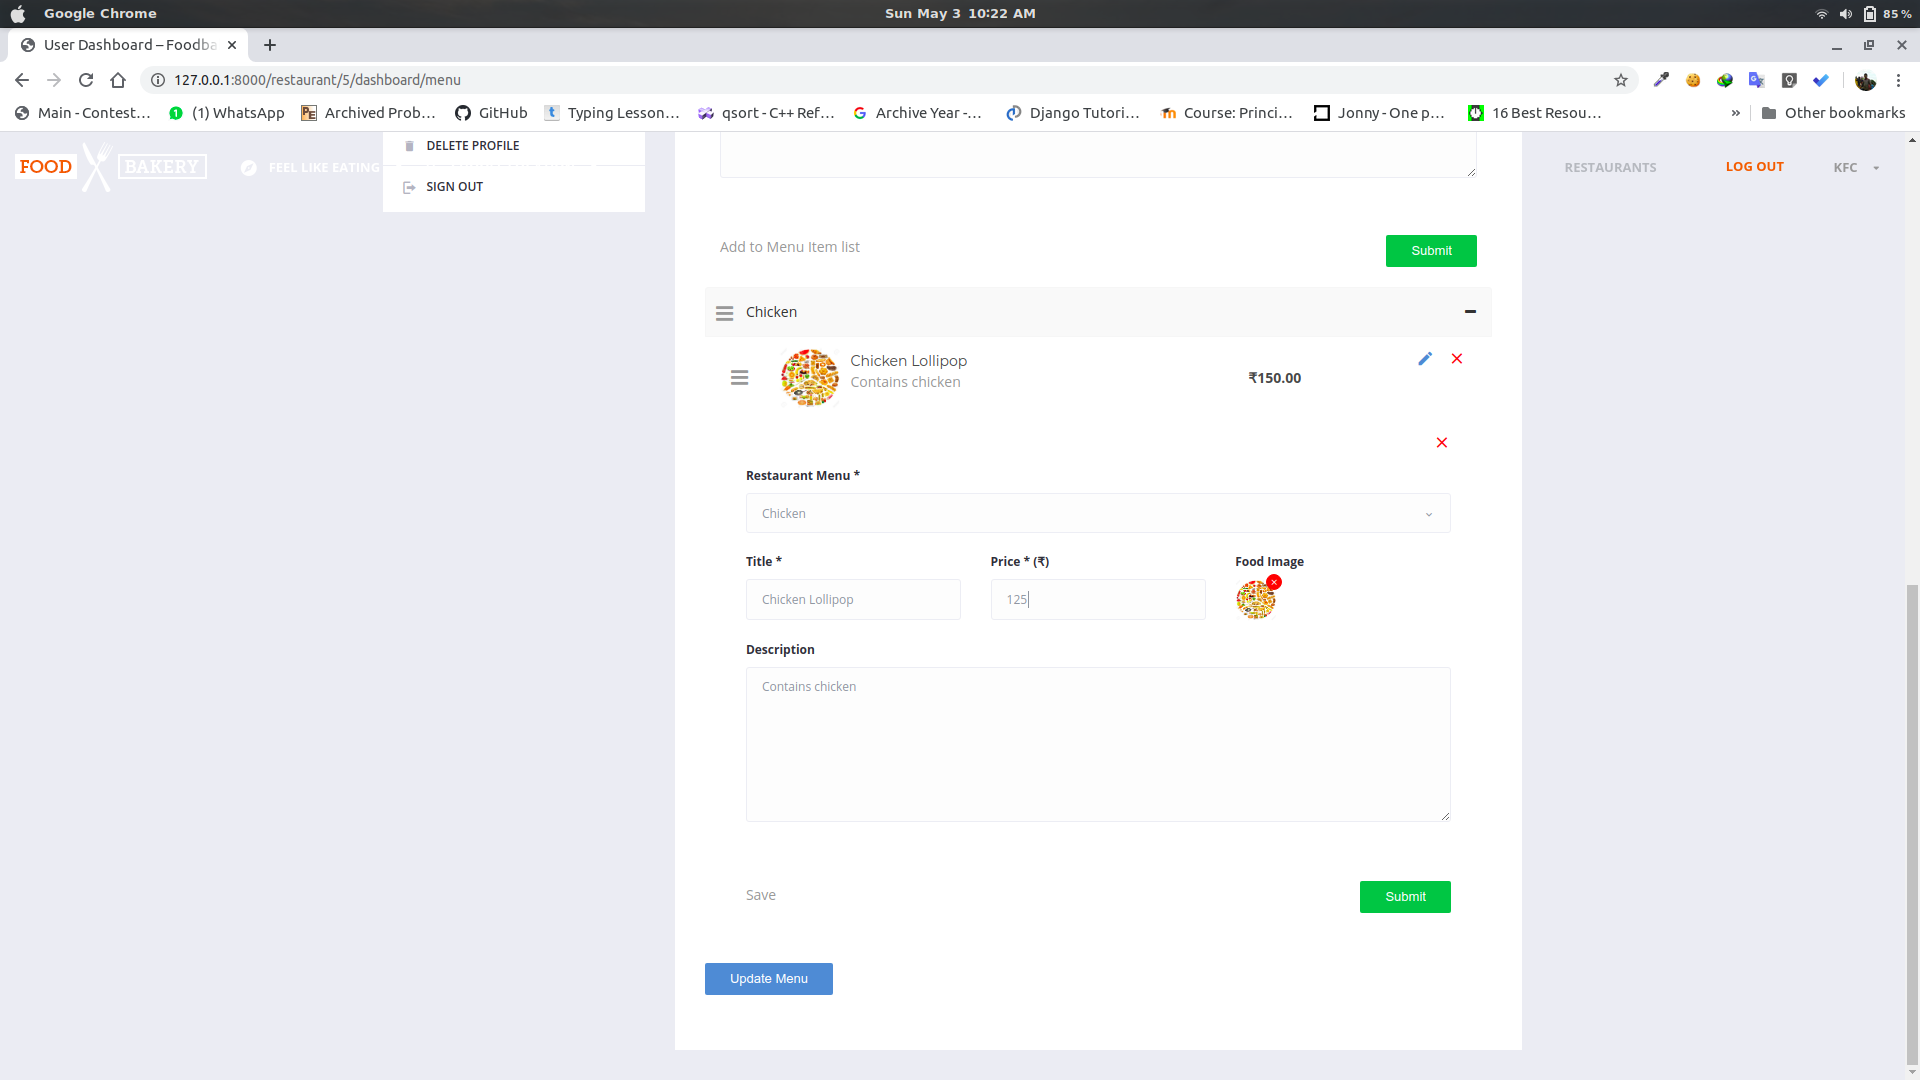 Google Chrome
Sun May 3 10:22 AM
85 %
User Dashboard – Foodba
127.0.0.1:8000/restaurant/5/dashboard/menu
Main - Contest...
(1) WhatsApp
Archived Prob...
GitHub
Typing Lesson...
qsort - C++ Ref...
Archive Year -...
Django Tutori...
Course: Princi...
Jonny - One p...
16 Best Resou...
»
Other bookmarks
FOOD BAKERY
FEEL LIKE EATING
DELETE PROFILE
SIGN OUT
RESTAURANTS
LOG OUT
KFC
Add to Menu Item list
Submit
Chicken
Chicken Lollipop
Contains chicken
₹150.00
Restaurant Menu *
Chicken
Title *
Price * (₹)
Food Image
Chicken Lollipop
125
Description
Contains chicken
Save
Submit
Update Menu